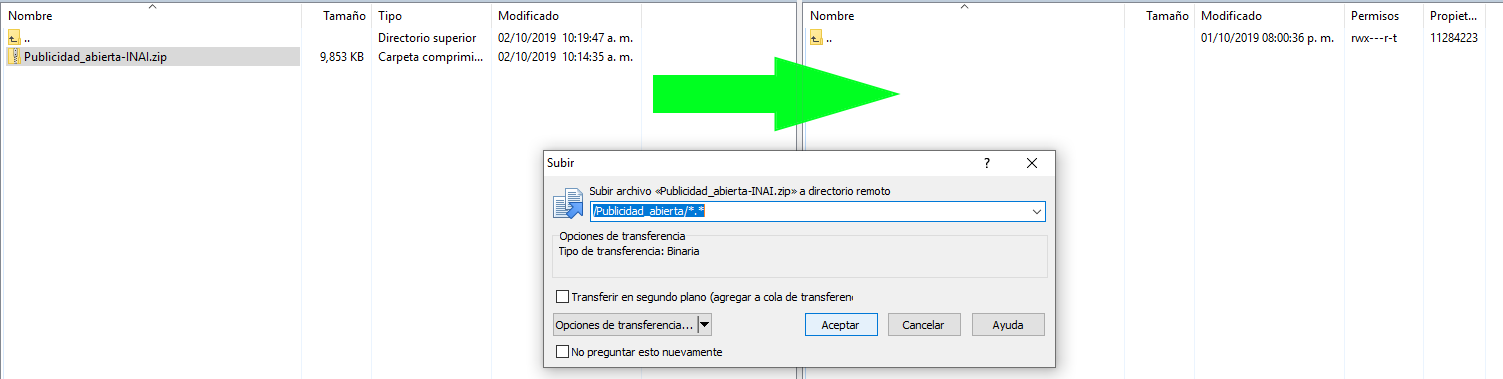 Nombre Tamaño Tipo Modificado
.. Directorio superior 02/10/2019 10:19:47 a. m.
Publicidad_abierta-INAI.zip 9,853 KB Carpeta comprimi... 02/10/2019 10:14:35 a. m.
Nombre Tamaño Modificado Permisos Propiet...
.. 01/10/2019 08:00:36 p. m. rwx---r-t 11284223
Subir ?
Subir archivo «Publicidad_abierta-INAI.zip» a directorio remoto
/Publicidad_abierta/*.*
Opciones de transferencia
Tipo de transferencia: Binaria
Transferir en segundo plano (agregar a cola de transferen
Opciones de transferencia... Aceptar Cancelar Ayuda
No preguntar esto nuevamente